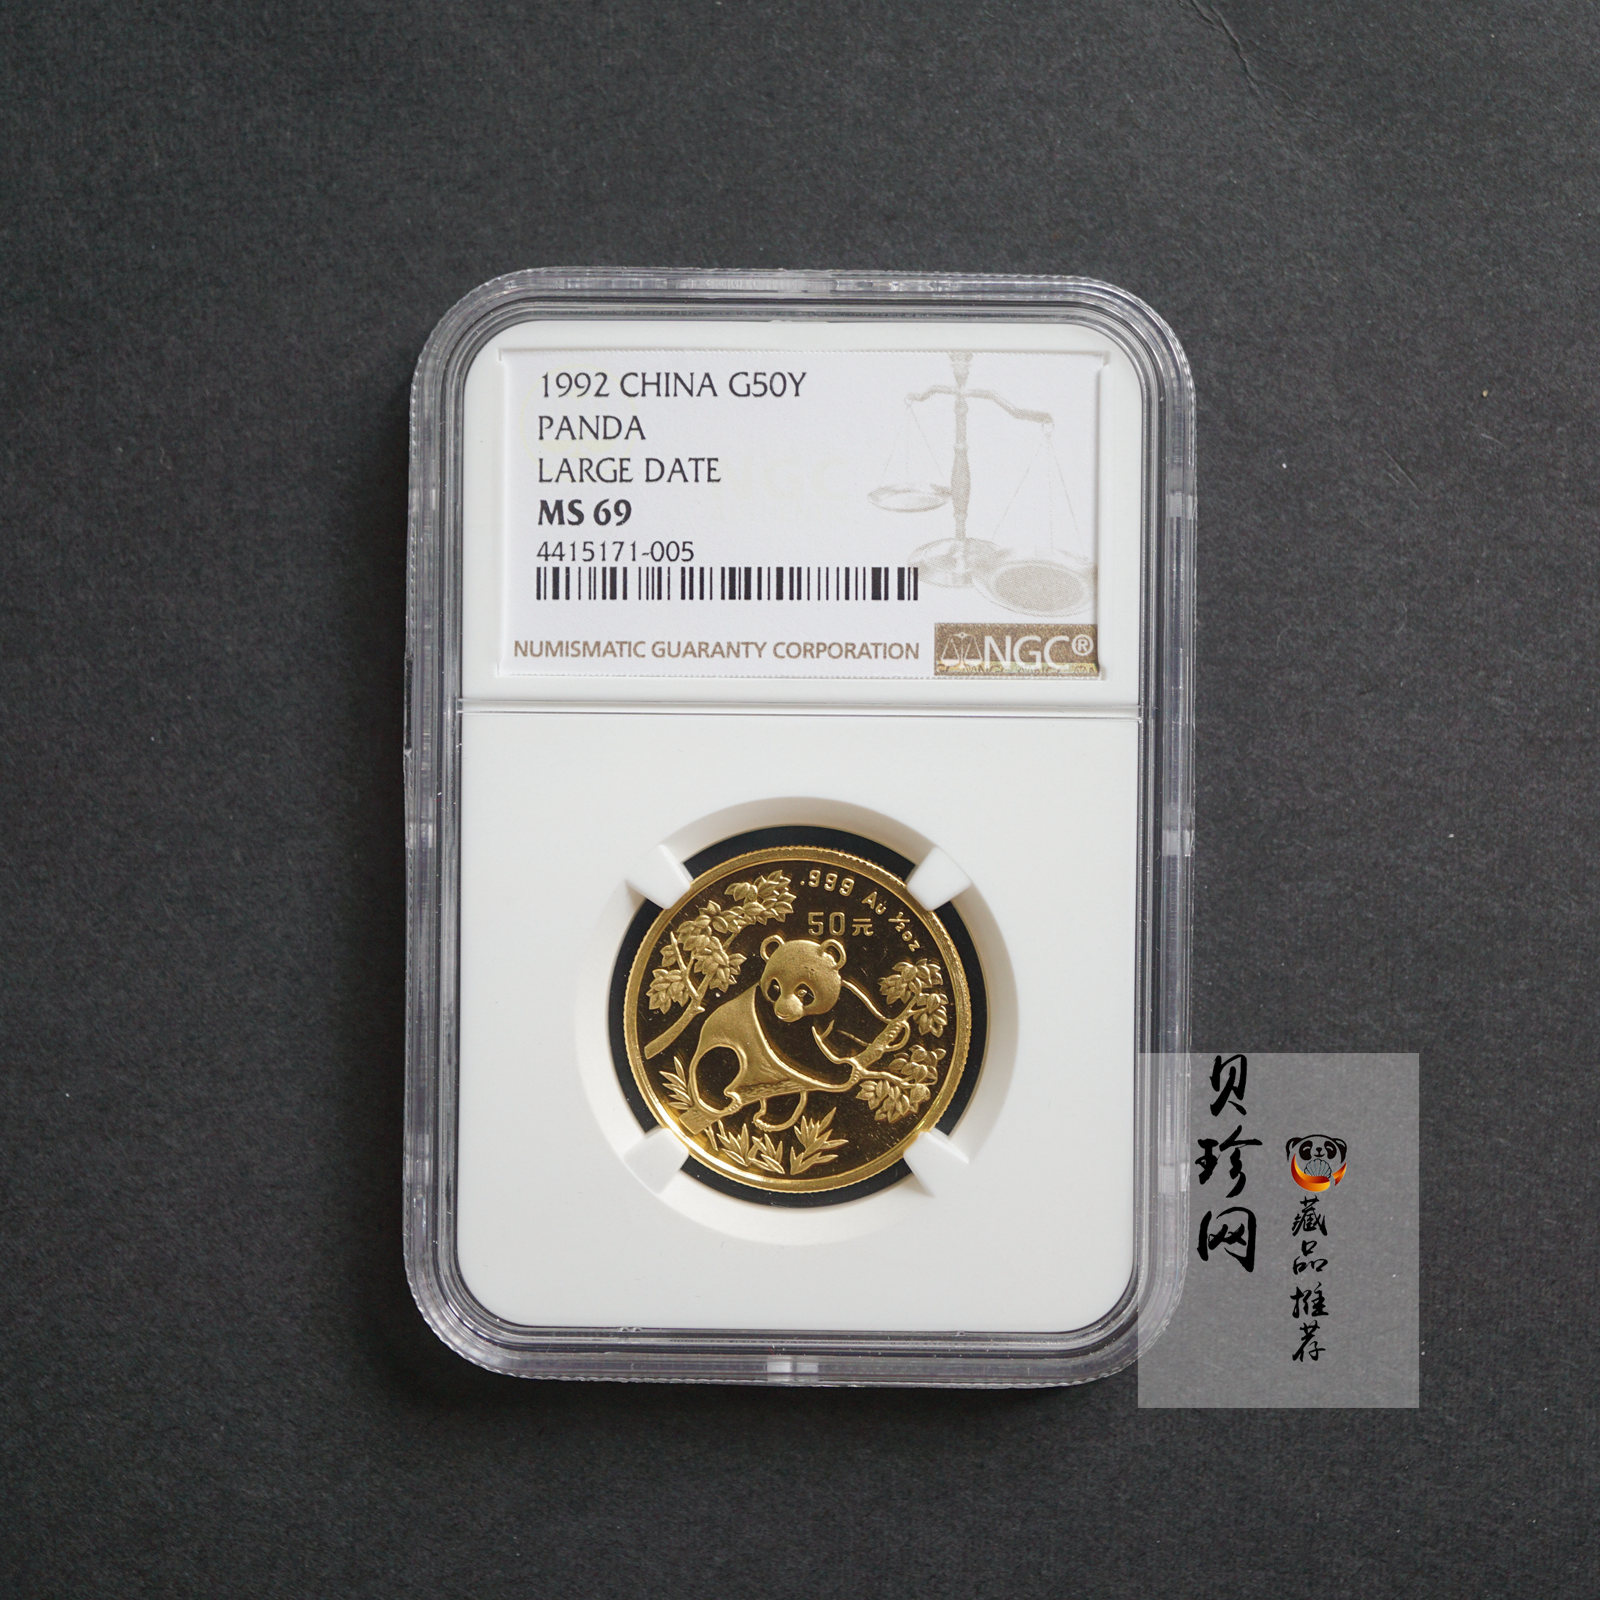 1992 CHINA G50Y
PANDA
LARGE DATE
MS 69
4415171-005
NUMISMATIC GUARANTY CORPORATION
NGC®
.999 Au ½oz
50元
贝珍网
藏品推荐